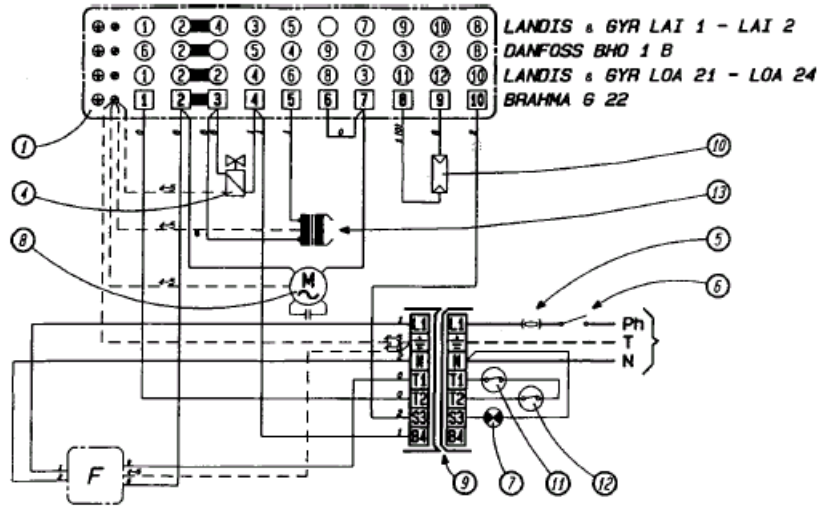 1 2 4 3 5 7 9 10 8 LANDIS & GYR LAI 1 - LAI 2
6 2 5 4 9 7 3 2 8 DANFOSS BHO 1 B
1 2 2 4 6 8 3 11 12 10 LANDIS & GYR LOA 21 - LOA 24
1 2 3 4 5 6 7 8 9 10 BRAHMA G 22
1
10
4
13
8
M
5
6
L1 L1 Ph
T
N N N
T1 T1
T2 T2
S3 S3
B4 B4
F
9 7 11 12